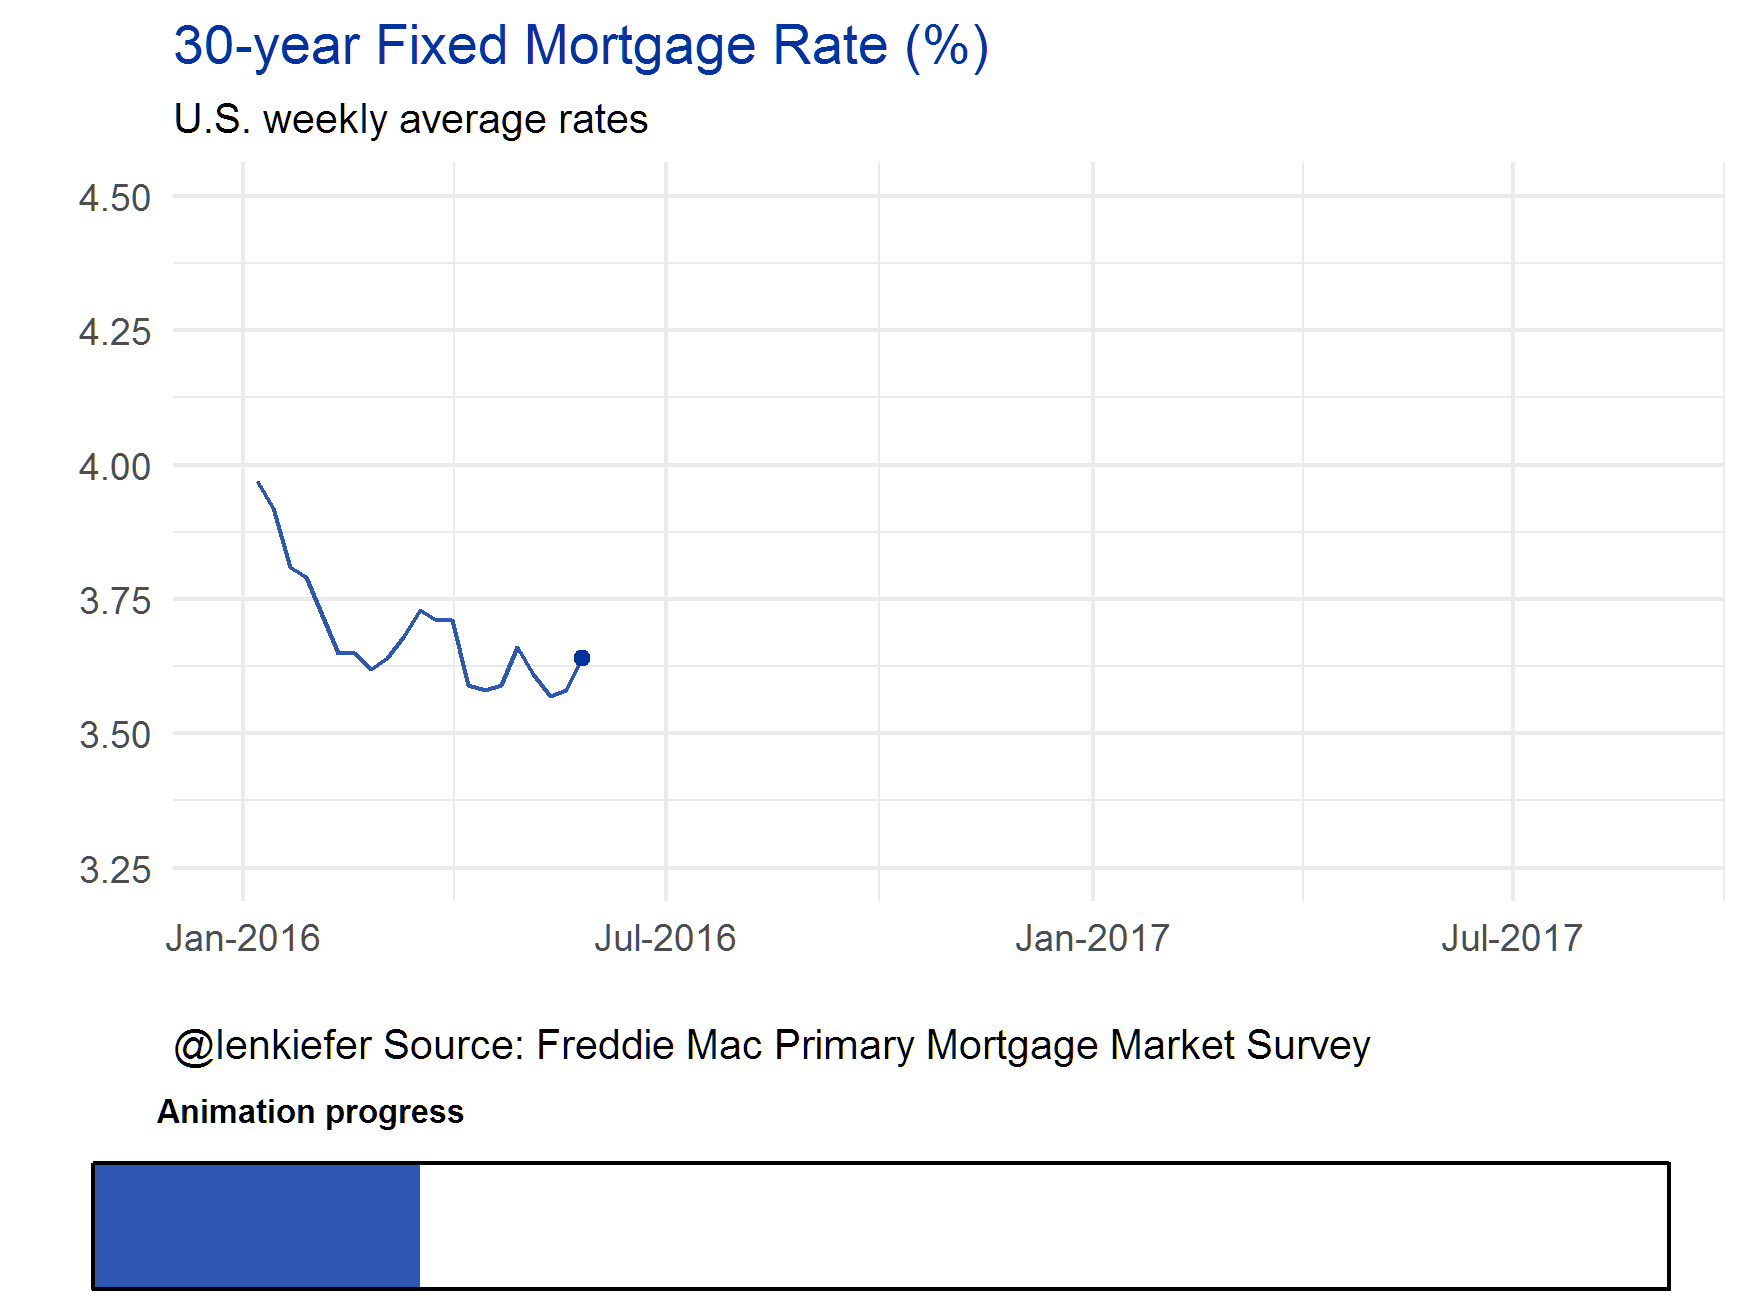 30-year Fixed Mortgage Rate (%)
U.S. weekly average rates
4.50
4.25
4.00
3.75
3.50
3.25
Jan-2016 Jul-2016 Jan-2017 Jul-2017
@lenkiefer Source: Freddie Mac Primary Mortgage Market Survey
Animation progress